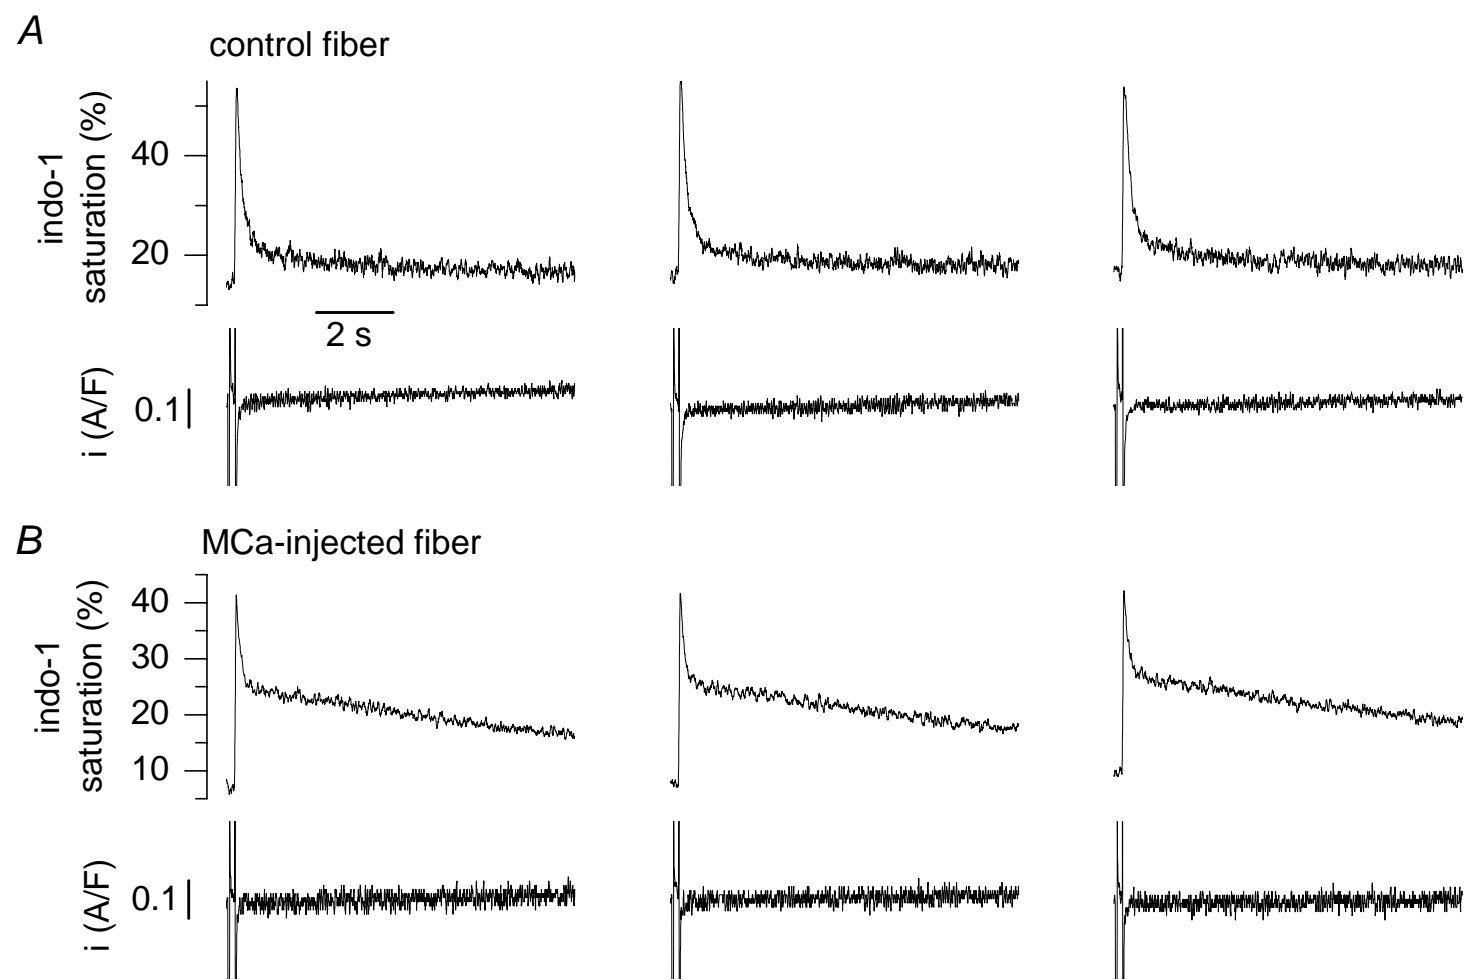 A
control fiber
indo-1
saturation (%)
40
20
2 s
i (A/F)
0.1
B
MCa-injected fiber
indo-1
saturation (%)
40
30
20
10
i (A/F)
0.1